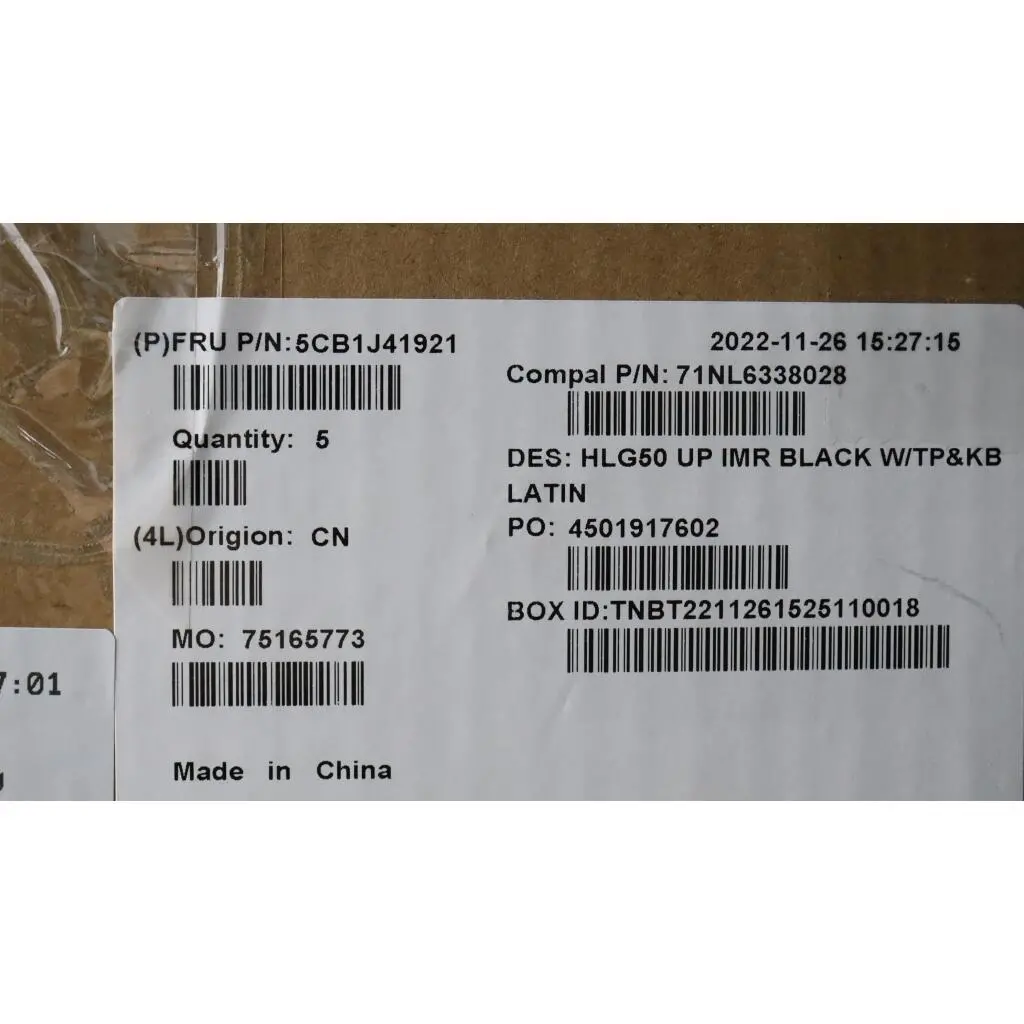 (P)FRU P/N:5CB1J41921
2022-11-26 15:27:15
Compal P/N: 71NL6338028
Quantity: 5
DES: HLG50 UP IMR BLACK W/TP&KB
LATIN
(4L)Origion: CN
PO: 4501917602
BOX ID:TNBT2211261525110018
MO: 75165773
7:01
Made in China